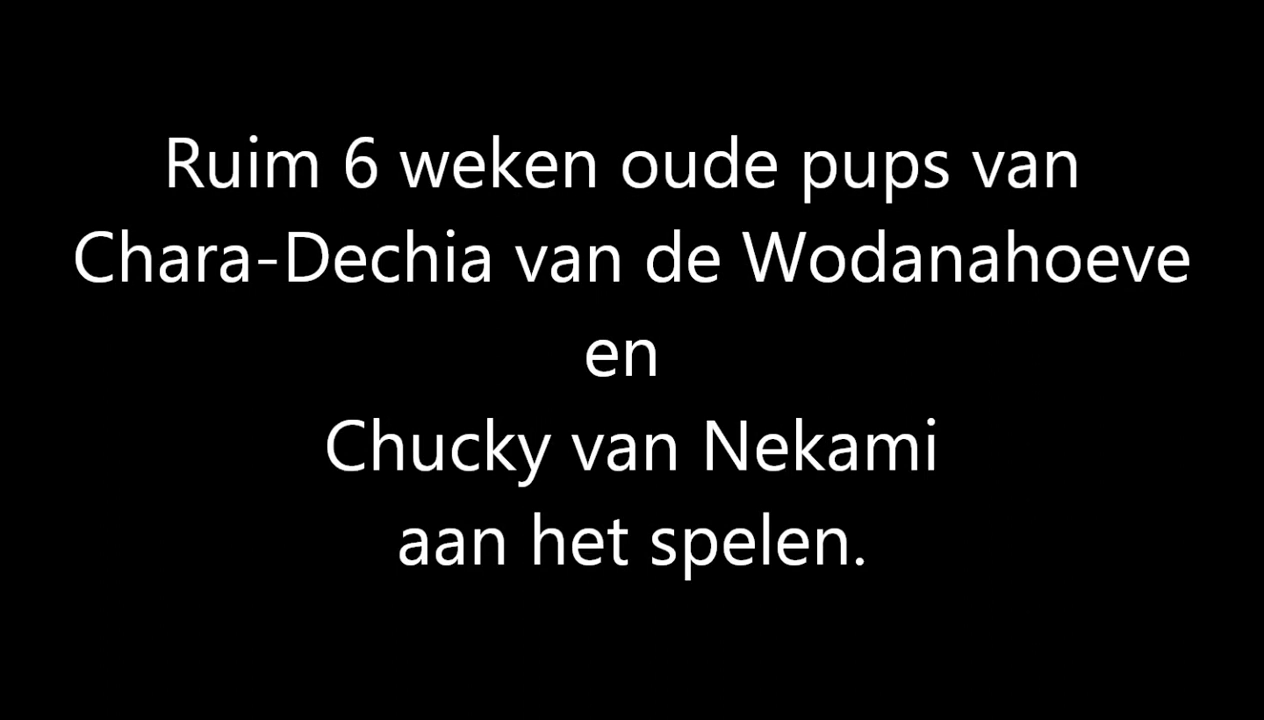 Ruim 6 weken oude pups van
Chara-Dechia van de Wodanahoeve
en
Chucky van Nekami
aan het spelen.